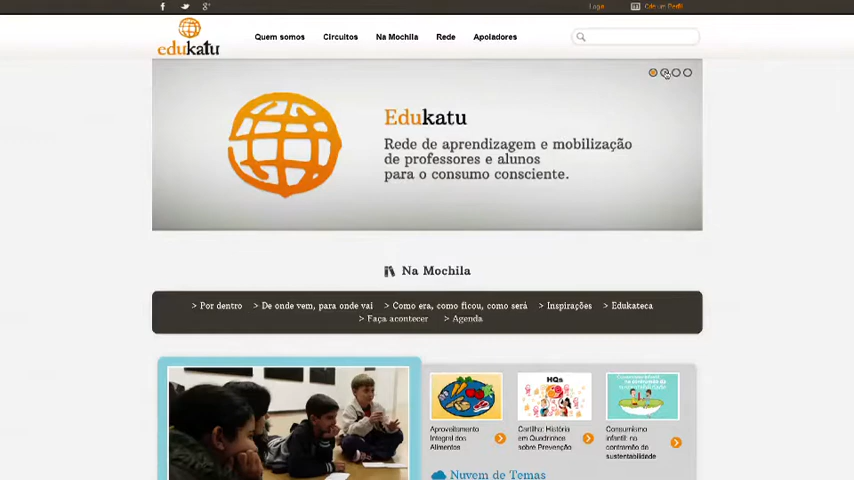 Login
Crie um Perfil
edukatu
Quem somos
Circuitos
Na Mochila
Rede
Apoiadores
Edukatu
Rede de aprendizagem e mobilização
de professores e alunos
para o consumo consciente.
Na Mochila
> Por dentro > De onde vem, para onde vai > Como era, como ficou, como será > Inspirações > Edukateca
> Faça acontecer > Agenda
HQs
Aproveitamento
Integral dos
Alimentos
Cartilha: História
em Quadrinhos
sobre Prevenção
Consumismo
infantil: na
contramão da
sustentabilidade
Nuvem de Temas